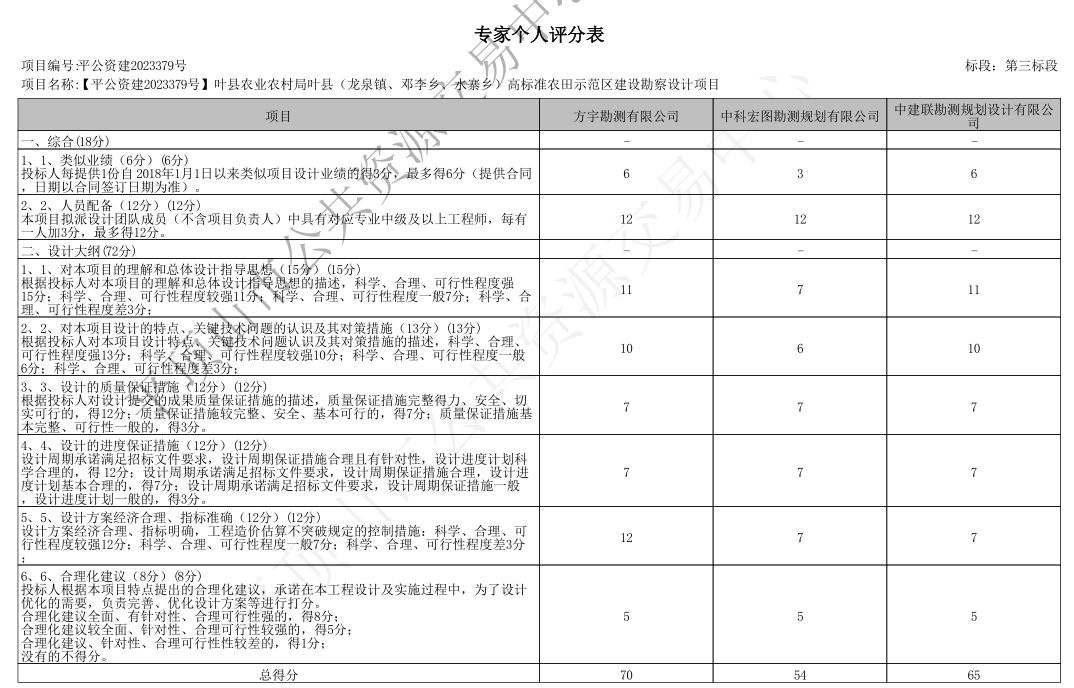 专家个人评分表
项目编号:平公资建2023379号
标段：第三标段
项目名称:【平公资建2023379号】叶县农业农村局叶县（龙泉镇、邓李乡、水寨乡）高标准农田示范区建设勘察设计项目
项目 方宇勘测有限公司 中科宏图勘测规划有限公司 中建联勘测规划设计有限公
司
一、综合(18分) - - -
1、1、类似业绩（6分）(6分)
投标人每提供1份自 2018年1月1日以来类似项目设计业绩的得3分，最多得6分（提供合同
，日期以合同签订日期为准）。
6 3 6
2、2、人员配备（12分）(12分)
本项目拟派设计团队成员（不含项目负责人）中具有对应专业中级及以上工程师，每有
一人加3分，最多得12分。
12 12 12
二、设计大纲(72分) - - -
1、1、对本项目的理解和总体设计指导思想（15分）(15分)
根据投标人对本项目的理解和总体设计指导思想的描述，科学、合理、可行性程度强
15分；科学、合理、可行性程度较强11分；科学、合理、可行性程度一般7分；科学、合
理、可行性程度差3分；
11 7 11
2、2、对本项目设计的特点、关键技术问题的认识及其对策措施（13分）(13分)
根据投标人对本项目设计特点、关键技术问题认识及其对策措施的描述，科学、合理、
可行性程度强13分；科学、合理、可行性程度较强10分；科学、合理、可行性程度一般
6分；科学、合理、可行性程度差3分；
10 6 10
3、3、设计的质量保证措施（12分）(12分)
根据投标人对设计提交的成果质量保证措施的描述，质量保证措施完整得力、安全、切
实可行的，得12分；质量保证措施较完整、安全、基本可行的，得7分；质量保证措施基
本完整、可行性一般的，得3分。
7 7 7
4、4、设计的进度保证措施（12分）(12分)
设计周期承诺满足招标文件要求，设计周期保证措施合理且有针对性，设计进度计划科
学合理的，得 12分；设计周期承诺满足招标文件要求，设计周期保证措施合理，设计进
度计划基本合理的，得7分；设计周期承诺满足招标文件要求，设计周期保证措施一般
，设计进度计划一般的，得3分。
7 7 7
5、5、设计方案经济合理、指标准确（12分）(12分)
设计方案经济合理、指标明确，工程造价估算不突破规定的控制措施：科学、合理、可
行性程度较强12分；科学、合理、可行性程度一般7分；科学、合理、可行性程度差3分
；
12 7 7
6、6、合理化建议（8分）(8分)
投标人根据本项目特点提出的合理化建议，承诺在本工程设计及实施过程中，为了设计
优化的需要，负责完善、优化设计方案等进行打分。
合理化建议全面、有针对性、合理可行性强的，得8分；
合理化建议较全面、针对性、合理可行性较强的，得5分；
合理化建议、针对性、合理可行性性较差的，得1分；
没有的不得分。
5 5 5
总得分 70 54 65
平顶山市公共资源交易中心
平顶山市公共资源交易中心